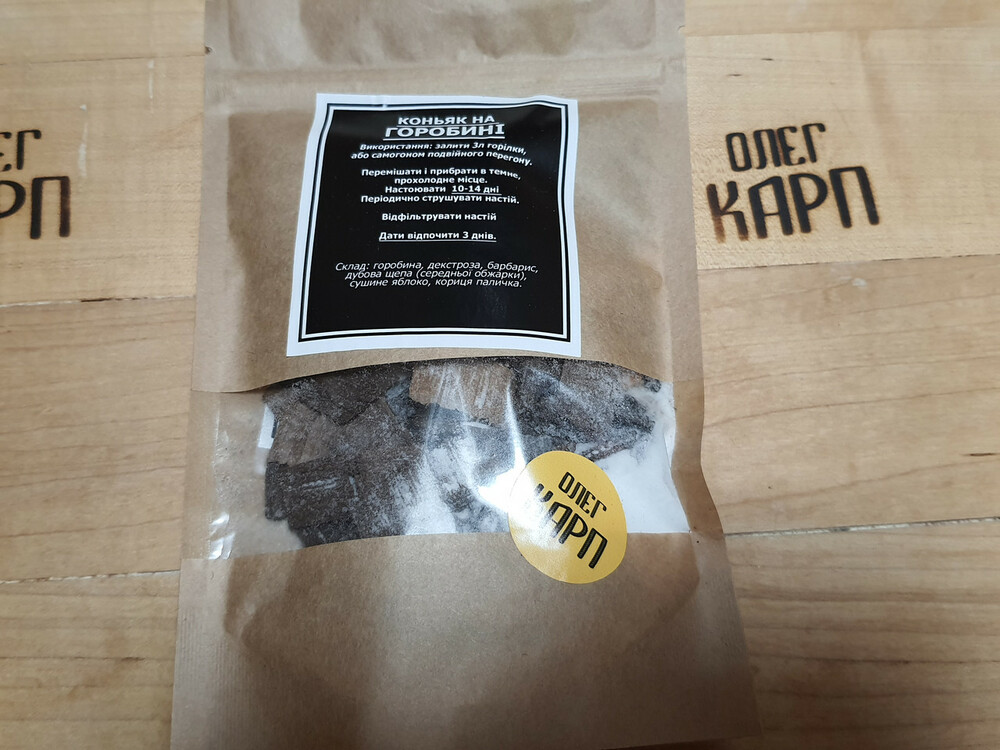 КОНЬЯК НА
ГОРОБИНІ
Використання: залити 3л горілки,
або самогоном подвійного перегону.
Перемішати і прибрати в темне,
прохолодне місце.
Настоювати 10-14 дні
Періодично струшувати настій.
Відфільтрувати настій
Дати відпочити 3 днів.
Склад: горобина, декстроза, барбарис,
дубова щепа (середньої обжарки),
сушине яблоко, кориця паличка.
ОЛЕГ
КАРП
ОЛЕГ
КАРП
ЕГ
РП